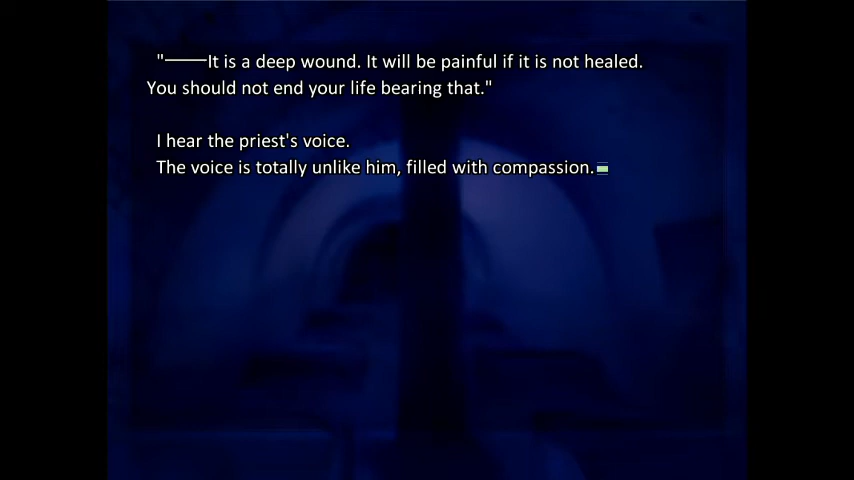 "───It is a deep wound. It will be painful if it is not healed.
You should not end your life bearing that."
I hear the priest's voice.
The voice is totally unlike him, filled with compassion.